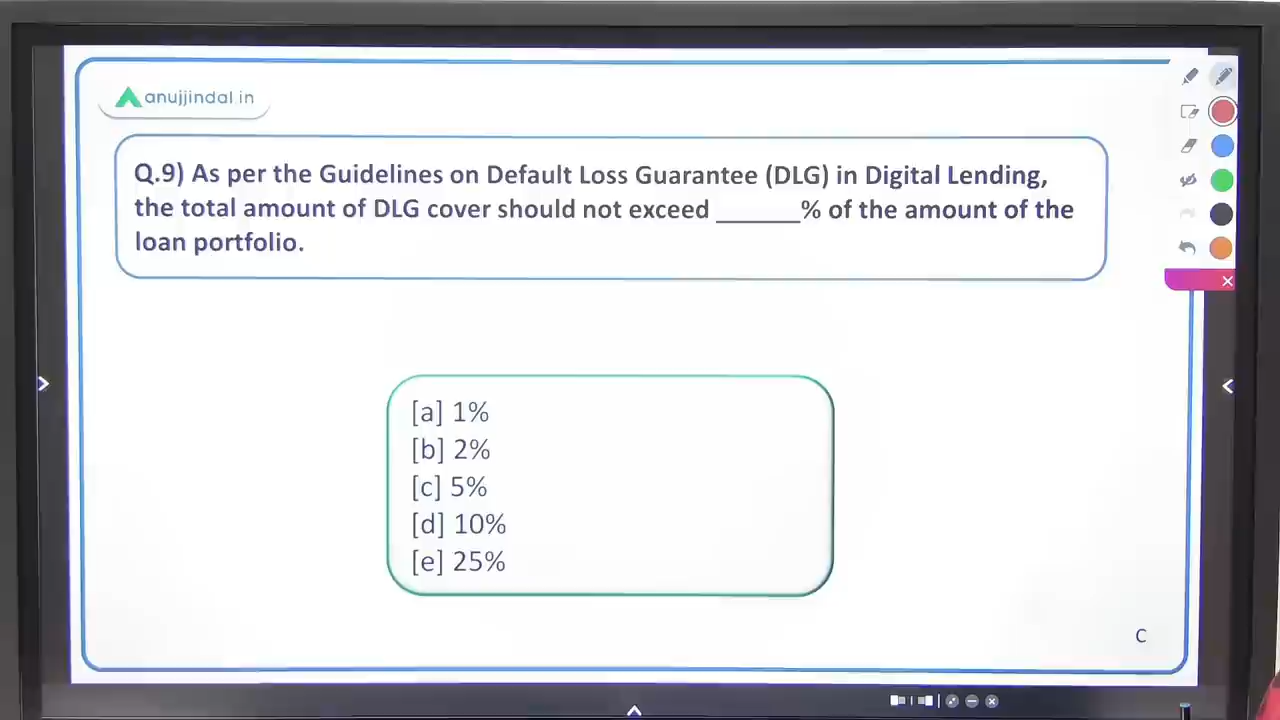 anujjindal.in
Q.9) As per the Guidelines on Default Loss Guarantee (DLG) in Digital Lending,
the total amount of DLG cover should not exceed _______% of the amount of the
loan portfolio.
[a] 1%
[b] 2%
[c] 5%
[d] 10%
[e] 25%
C